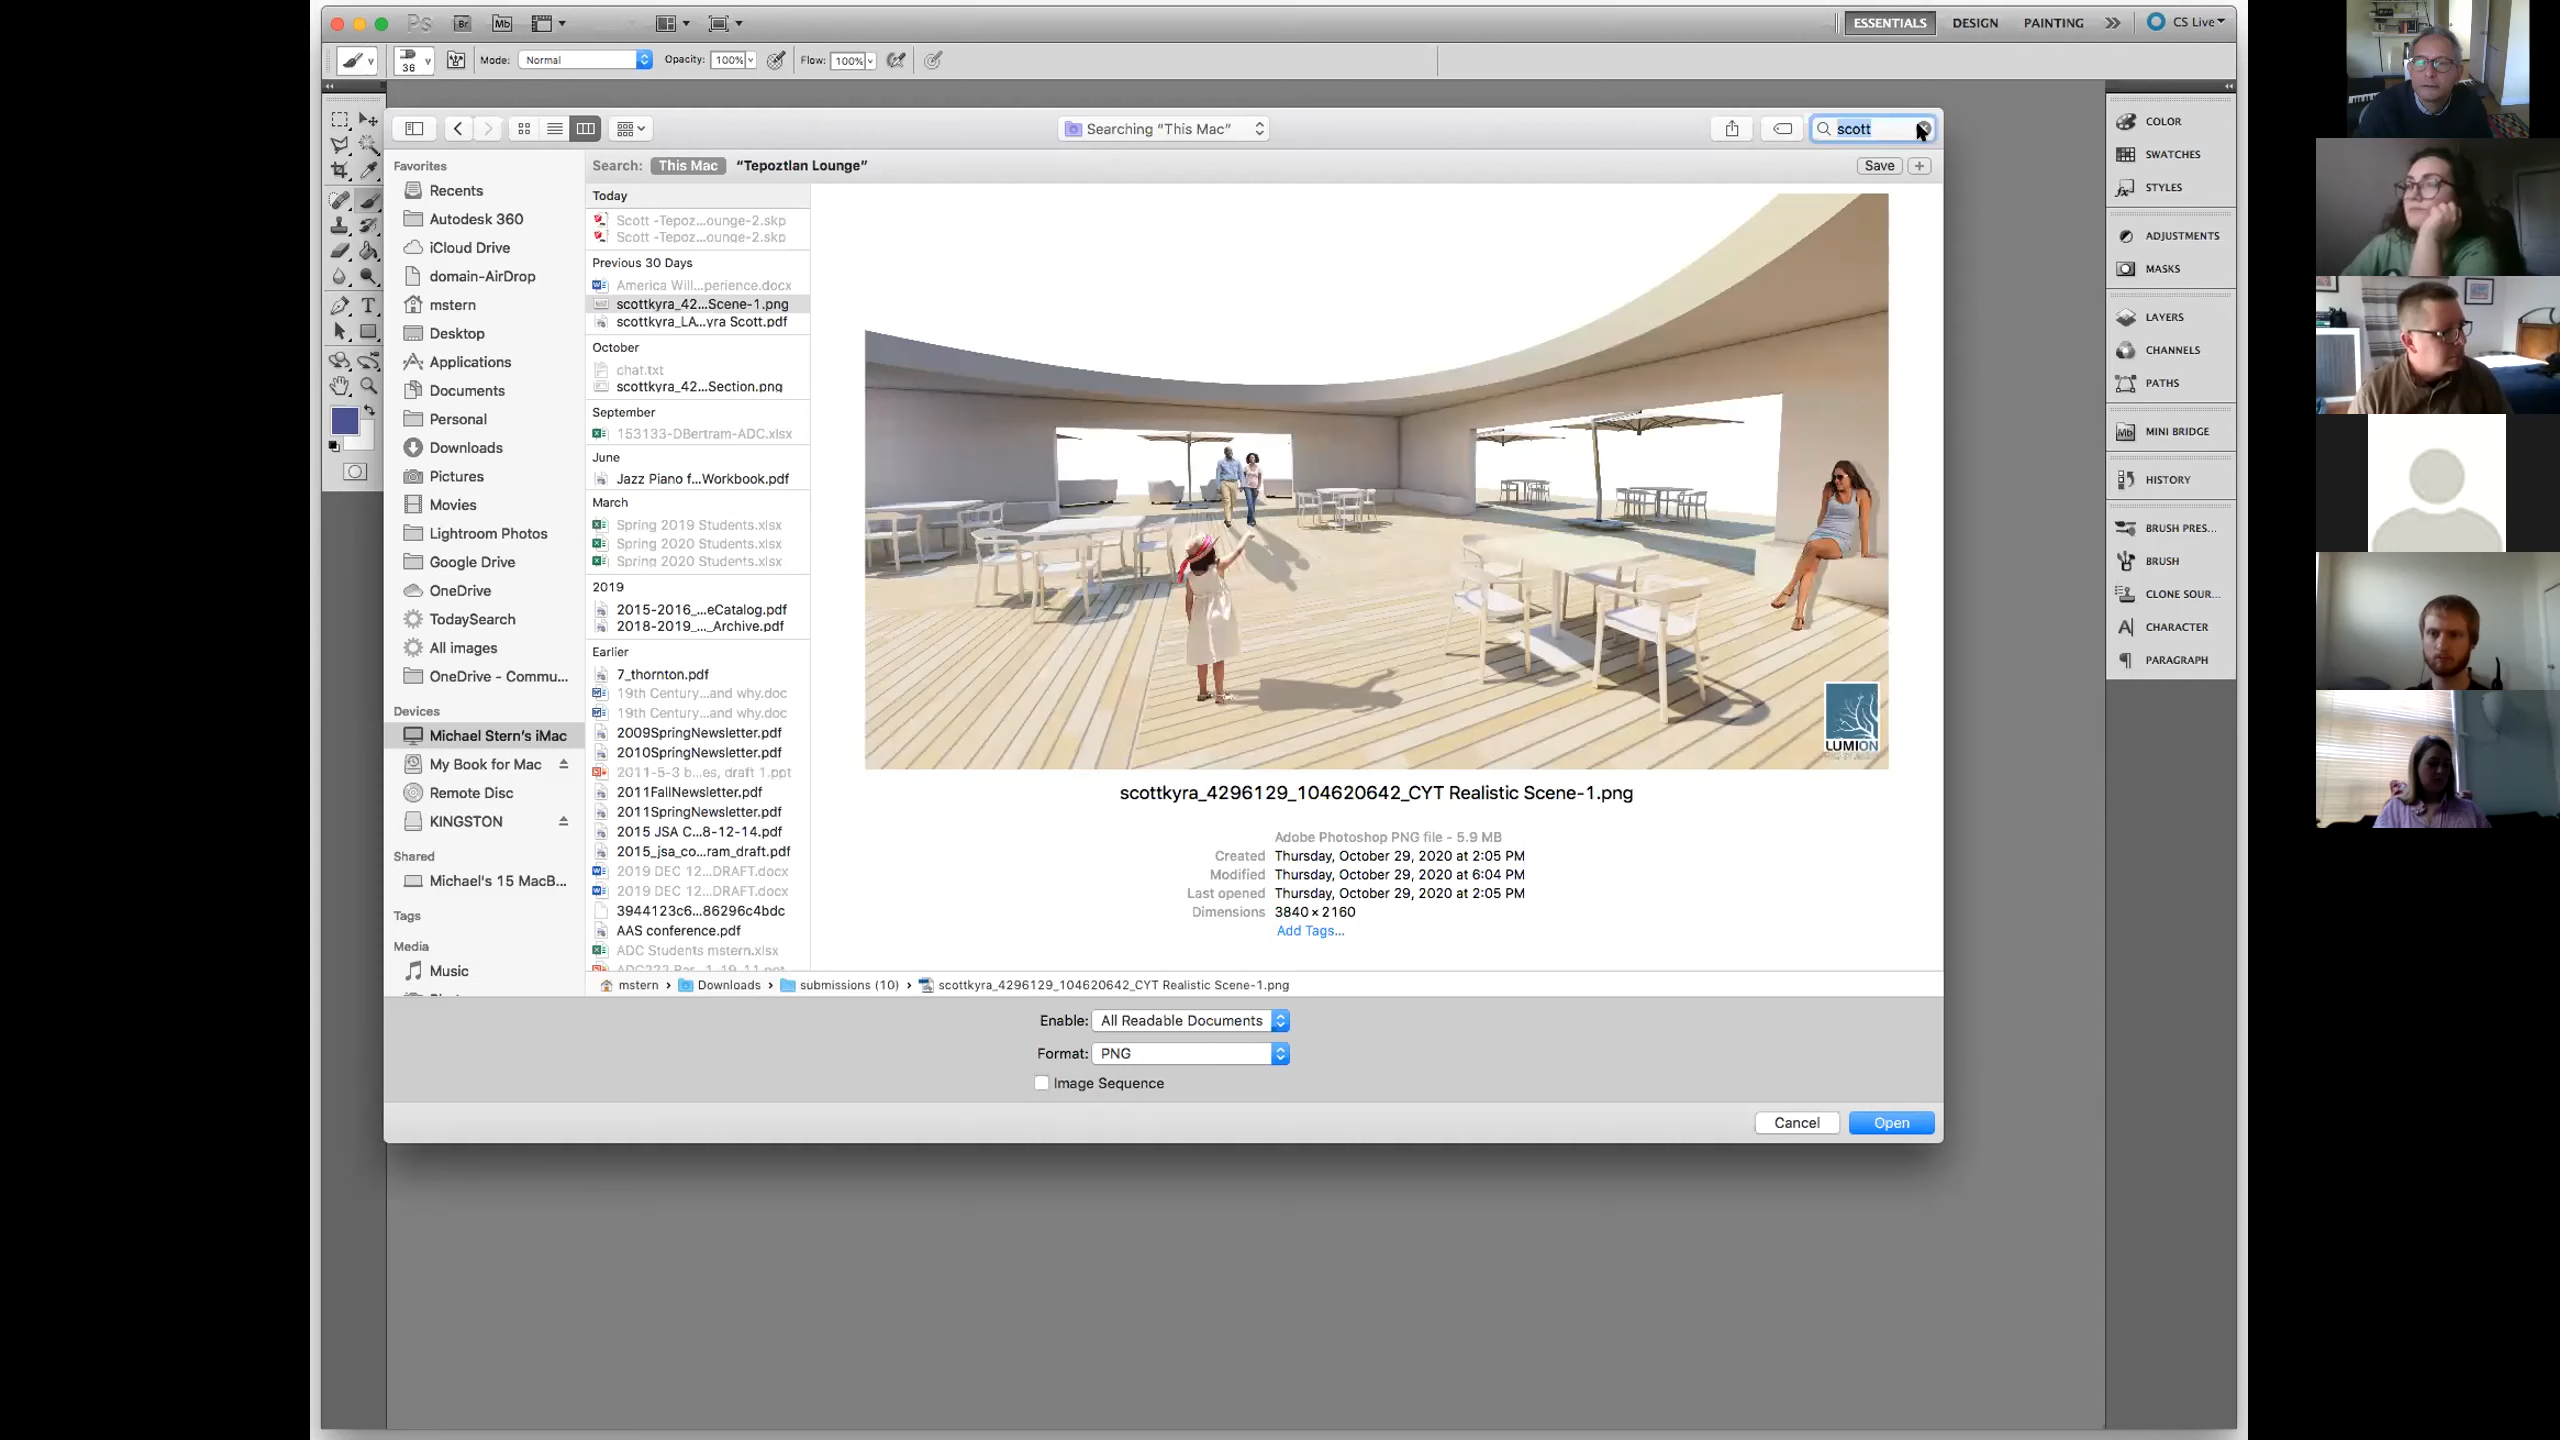 Ps Br Mb ESSENTIALS DESIGN PAINTING CS Live
36 Mode: Normal Opacity: 100% Flow: 100%
Searching “This Mac” scott
Search: This Mac “Tepoztlan Lounge” Save
Favorites
Recents
Autodesk 360
iCloud Drive
domain-AirDrop
mstern
Desktop
Applications
Documents
Personal
Downloads
Pictures
Movies
Lightroom Photos
Google Drive
OneDrive
TodaySearch
All images
OneDrive - Commu...
Devices
Michael Stern's iMac
My Book for Mac
Remote Disc
KINGSTON
Shared
Michael's 15 MacB...
Tags
Media
Music
Today
Scott -Tepoz...ounge-2.skp
Scott -Tepoz...ounge-2.skp
Previous 30 Days
America Will...perience.docx
scottkyra_42...Scene-1.png
scottkyra_LA...yra Scott.pdf
October
chat.txt
scottkyra_42...Section.png
September
153133-DBertram-ADC.xlsx
June
Jazz Piano f...Workbook.pdf
March
Spring 2019 Students.xlsx
Spring 2020 Students.xlsx
Spring 2020 Students.xlsx
2019
2015-2016_...eCatalog.pdf
2018-2019_..._Archive.pdf
Earlier
7_thornton.pdf
19th Century...and why.doc
19th Century...and why.doc
2009SpringNewsletter.pdf
2010SpringNewsletter.pdf
2011-5-3 b...es, draft 1.ppt
2011FallNewsletter.pdf
2011SpringNewsletter.pdf
2015 JSA C...8-12-14.pdf
2015_jsa_co...ram_draft.pdf
2019 DEC 12...DRAFT.docx
2019 DEC 12...DRAFT.docx
3944123c6...86296c4bdc
AAS conference.pdf
ADC Students mstern.xlsx
LUMION
scottkyra_4296129_104620642_CYT Realistic Scene-1.png
Adobe Photoshop PNG file - 5.9 MB
Created Thursday, October 29, 2020 at 2:05 PM
Modified Thursday, October 29, 2020 at 6:04 PM
Last opened Thursday, October 29, 2020 at 2:05 PM
Dimensions 3840 × 2160
Add Tags...
mstern › Downloads › submissions (10) › scottkyra_4296129_104620642_CYT Realistic Scene-1.png
Enable: All Readable Documents
Format: PNG
Image Sequence
Cancel Open
COLOR
SWATCHES
STYLES
ADJUSTMENTS
MASKS
LAYERS
CHANNELS
PATHS
Mb MINI BRIDGE
HISTORY
BRUSH PRES...
BRUSH
CLONE SOUR...
CHARACTER
PARAGRAPH